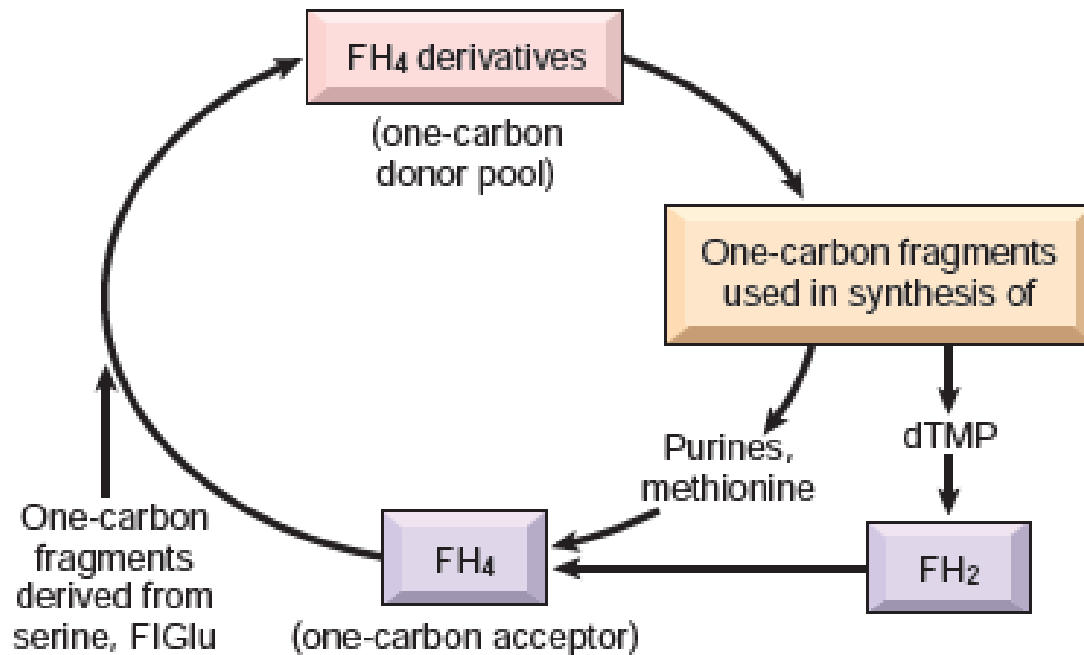 FH₄ derivatives
(one-carbon
donor pool)
One-carbon fragments
used in synthesis of
Purines,
methionine
dTMP
One-carbon
fragments
derived from
serine, FIGlu
FH₄
(one-carbon acceptor)
FH₂